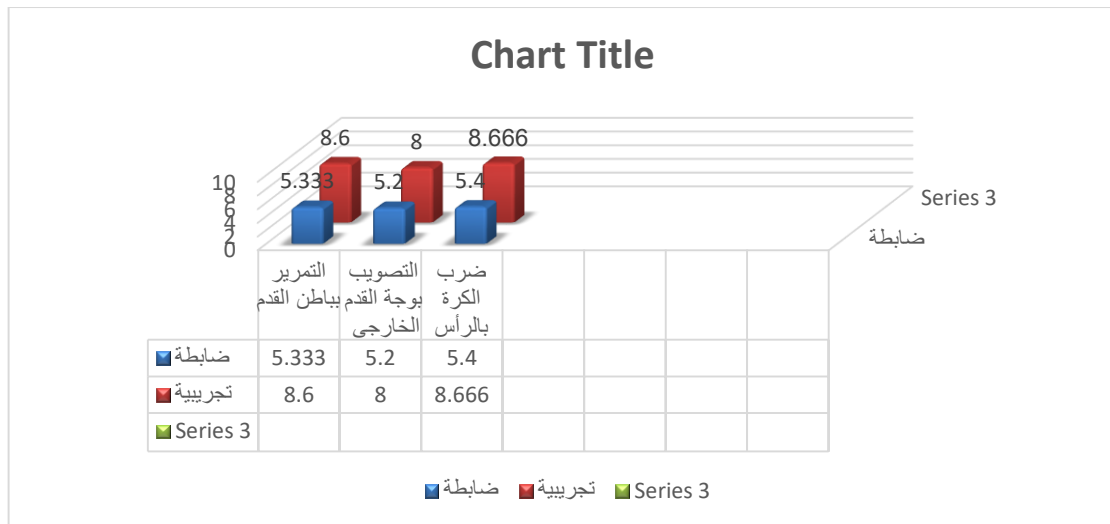 Chart Title
8.6
8
8.666
5.333
5.2
5.4
10
8
6
4
2
0
Series 3
ضابطة
التمرير
بباطن القدم
التصويب
بوجة القدم
الخارجى
ضرب
الكرة
بالرأس
ضابطة 5.333 5.2 5.4
تجريبية 8.6 8 8.666
Series 3
ضابطة تجريبية Series 3